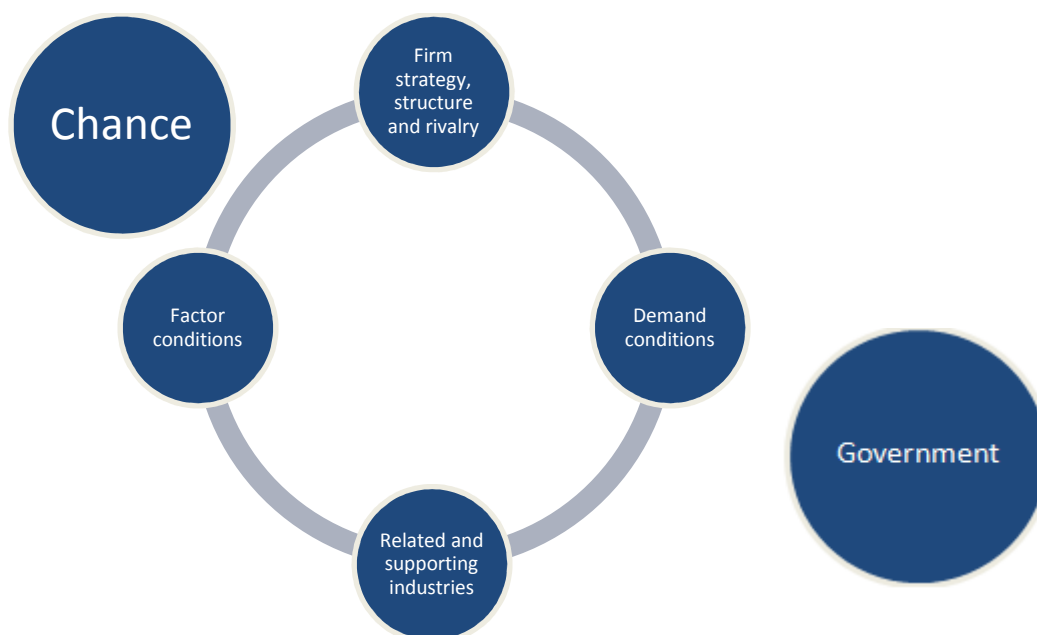 Chance
Firm
strategy,
structure
and rivalry
Factor
conditions
Demand
conditions
Government
Related and
supporting
industries